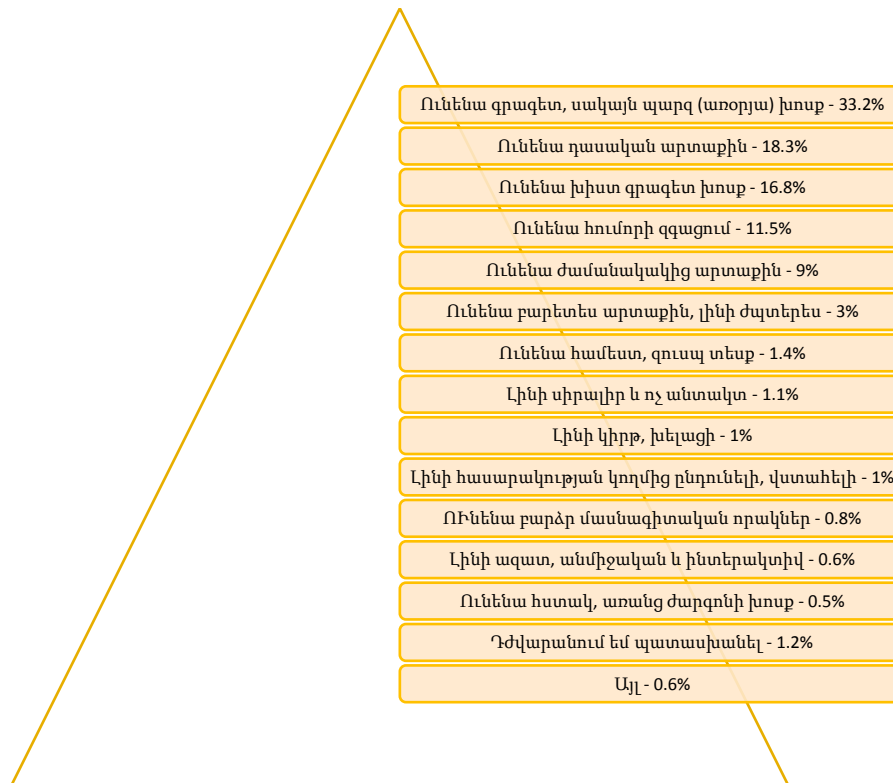 Ունենա գրագետ, սակայն պարզ (առօրյա) խոսք - 33.2%
Ունենա դասական արտաքին - 18.3%
Ունենա խիստ գրագետ խոսք - 16.8%
Ունենա հումորի զգացում - 11.5%
Ունենա ժամանակակից արտաքին - 9%
Ունենա բարետես արտաքին, լինի ժպտերես - 3%
Ունենա համեստ, զուսպ տեսք - 1.4%
Լինի սիրալիր և ոչ անտակտ - 1.1%
Լինի կիրթ, խելացի - 1%
Լինի հասարակության կողմից ընդունելի, վստահելի - 1%
ՈՒնենա բարձր մասնագիտական որակներ - 0.8%
Լինի ազատ, անմիջական և ինտերակտիվ - 0.6%
Ունենա հստակ, առանց ժարգոնի խոսք - 0.5%
Դժվարանում եմ պատասխանել - 1.2%
Այլ - 0.6%